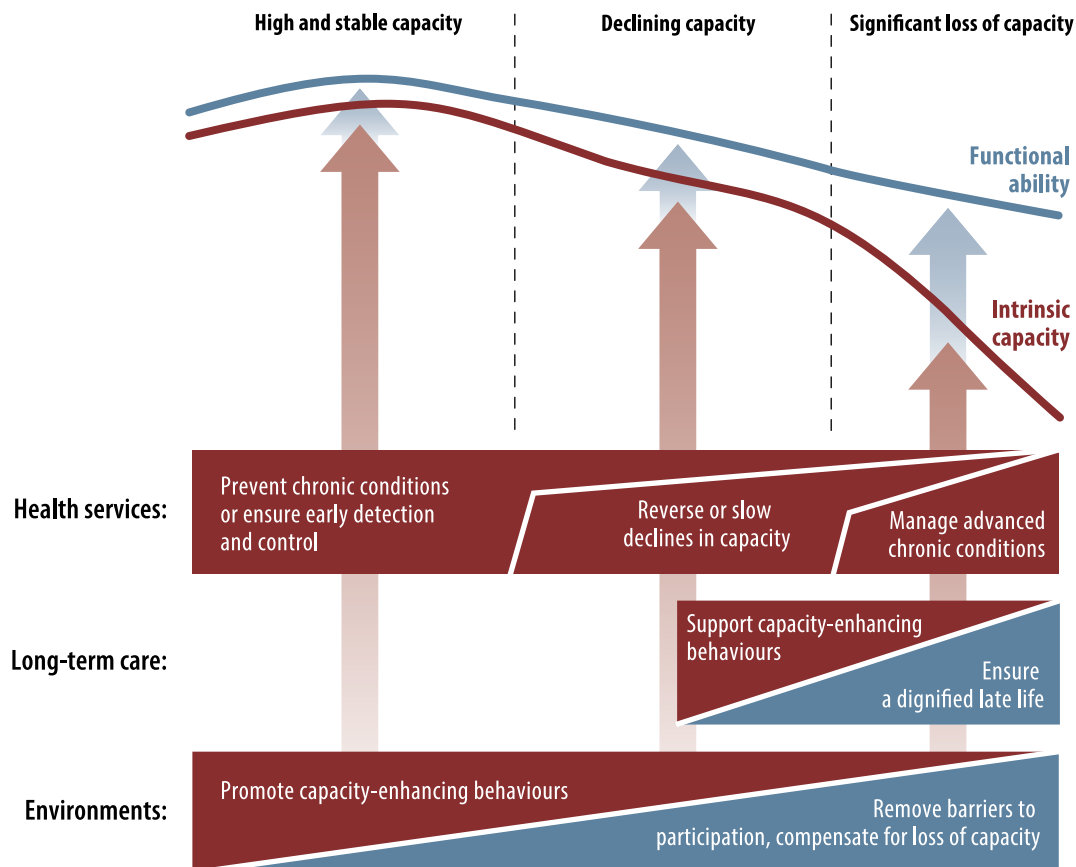 High and stable capacity
Declining capacity
Significant loss of capacity
Functional
ability
Intrinsic
capacity
Health services:
Prevent chronic conditions
or ensure early detection
and control
Reverse or slow
declines in capacity
Manage advanced
chronic conditions
Long-term care:
Support capacity-enhancing
behaviours
Ensure
a dignified late life
Environments:
Promote capacity-enhancing behaviours
Remove barriers to
participation, compensate for loss of capacity